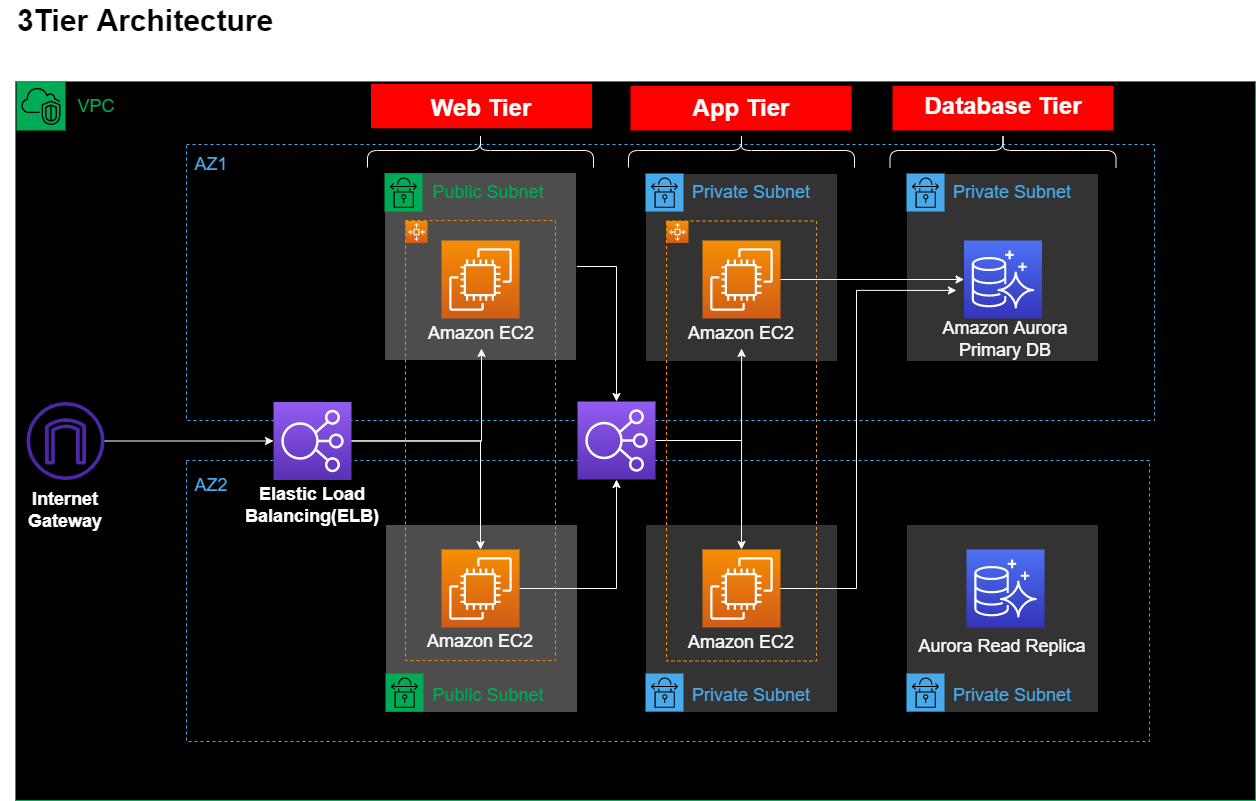 3Tier Architecture
VPC
Web Tier
App Tier
Database Tier
AZ1
Public Subnet
Private Subnet
Private Subnet
Amazon EC2
Amazon EC2
Amazon Aurora
Primary DB
Internet
Gateway
Elastic Load
Balancing(ELB)
AZ2
Amazon EC2
Amazon EC2
Aurora Read Replica
Public Subnet
Private Subnet
Private Subnet